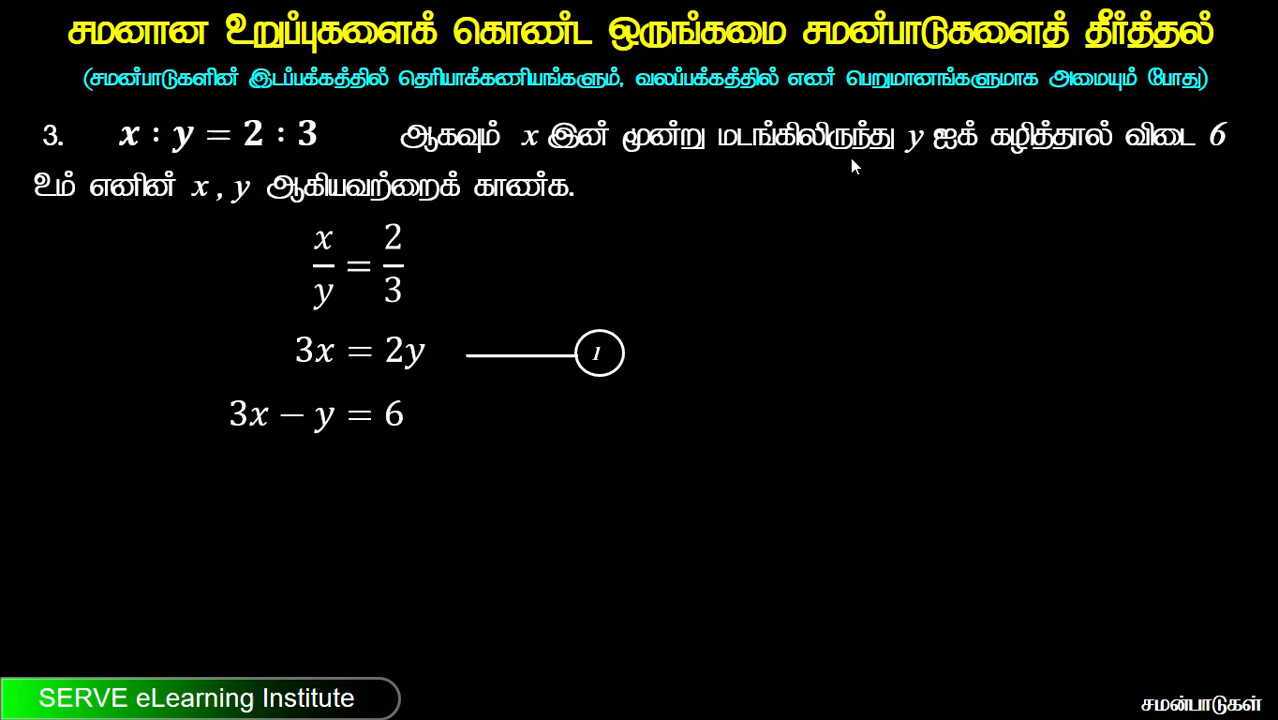 சமனான உறுப்புகளைக் கொண்ட ஒருங்கமை சமன்பாடுகளைத் தீர்த்தல்
(சமன்பாடுகளின் இடப்பக்கத்தில் தெரியாக்கணியங்களும், வலப்பக்கத்தில் எண் பெறுமானங்களுமாக அமையும் போது)
3. x : y = 2 : 3 ஆகவும் x இன் மூன்று மடங்கிலிருந்து y ஐக் கழித்தால் விடை 6
உம் எனின் x , y ஆகியவற்றைக் காண்க.
x/y = 2/3
3x = 2y 1
3x − y = 6
SERVE eLearning Institute
சமன்பாடுகள்